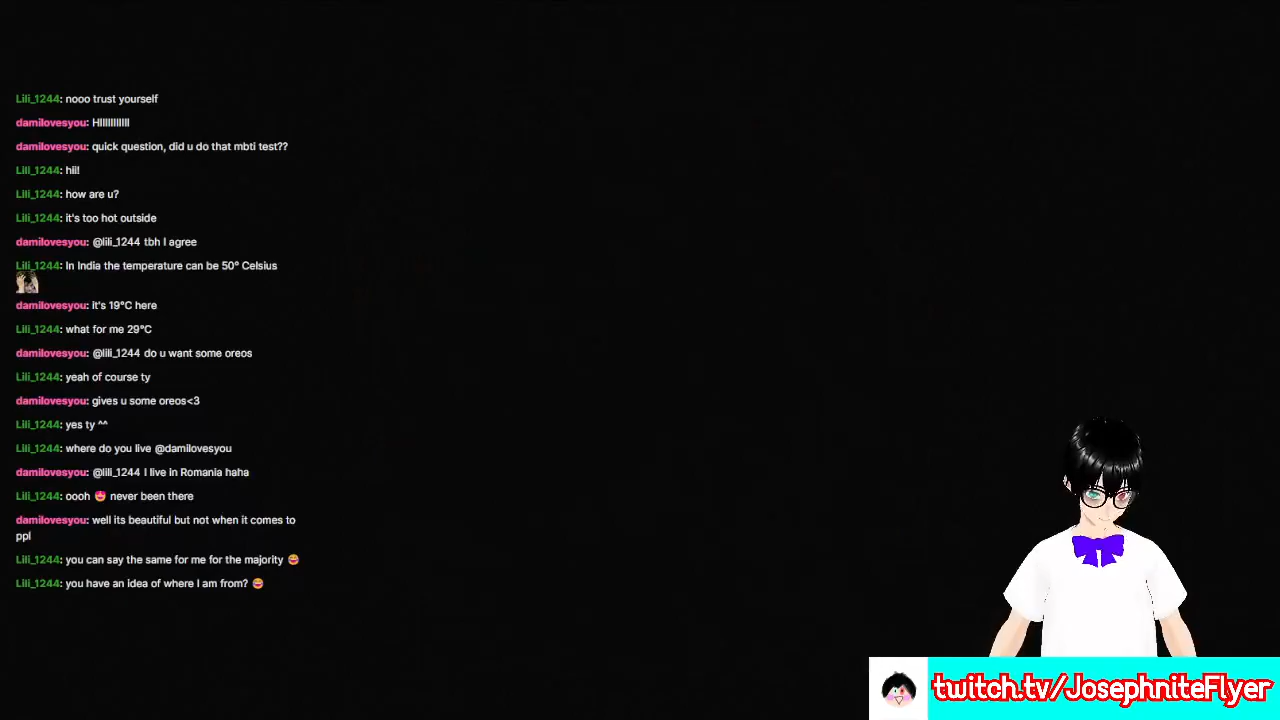 Lili_1244: nooo trust yourself
damilovesyou: HIIIIIIIIIII
damilovesyou: quick question, did u do that mbti test??
Lili_1244: hii!
Lili_1244: how are u?
Lili_1244: it's too hot outside
damilovesyou: @lili_1244 tbh I agree
Lili_1244: In India the temperature can be 50° Celsius
damilovesyou: it's 19°C here
Lili_1244: what for me 29°C
damilovesyou: @lili_1244 do u want some oreos
Lili_1244: yeah of course ty
damilovesyou: gives u some oreos<3
Lili_1244: yes ty ^^
Lili_1244: where do you live @damilovesyou
damilovesyou: @lili_1244 I live in Romania haha
Lili_1244: oooh 😍 never been there
damilovesyou: well its beautiful but not when it comes to
ppl
Lili_1244: you can say the same for me for the majority 😂
Lili_1244: you have an idea of where I am from? 😂
twitch.tv/JosephniteFlyer